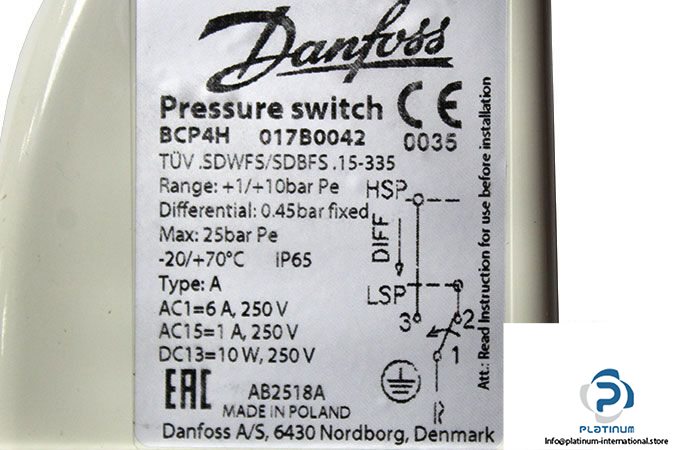 Danfoss
Pressure switch CE
BCP4H 017B0042 0035
TÜV .SDWFS/SDBFS .15-335
Range: +1/+10bar Pe
Differential: 0.45bar fixed
Max: 25bar Pe
-20/+70°C IP65
Type: A
AC1=6 A, 250 V
AC15=1 A, 250 V
DC13=10 W, 250 V
HSP
DIFF
LSP
3
2
1
R
EAC
AB2518A
MADE IN POLAND
Danfoss A/S, 6430 Nordborg, Denmark
Att.: Read Instruction for use before installation
PLATINUM
Info@platinum-international.store